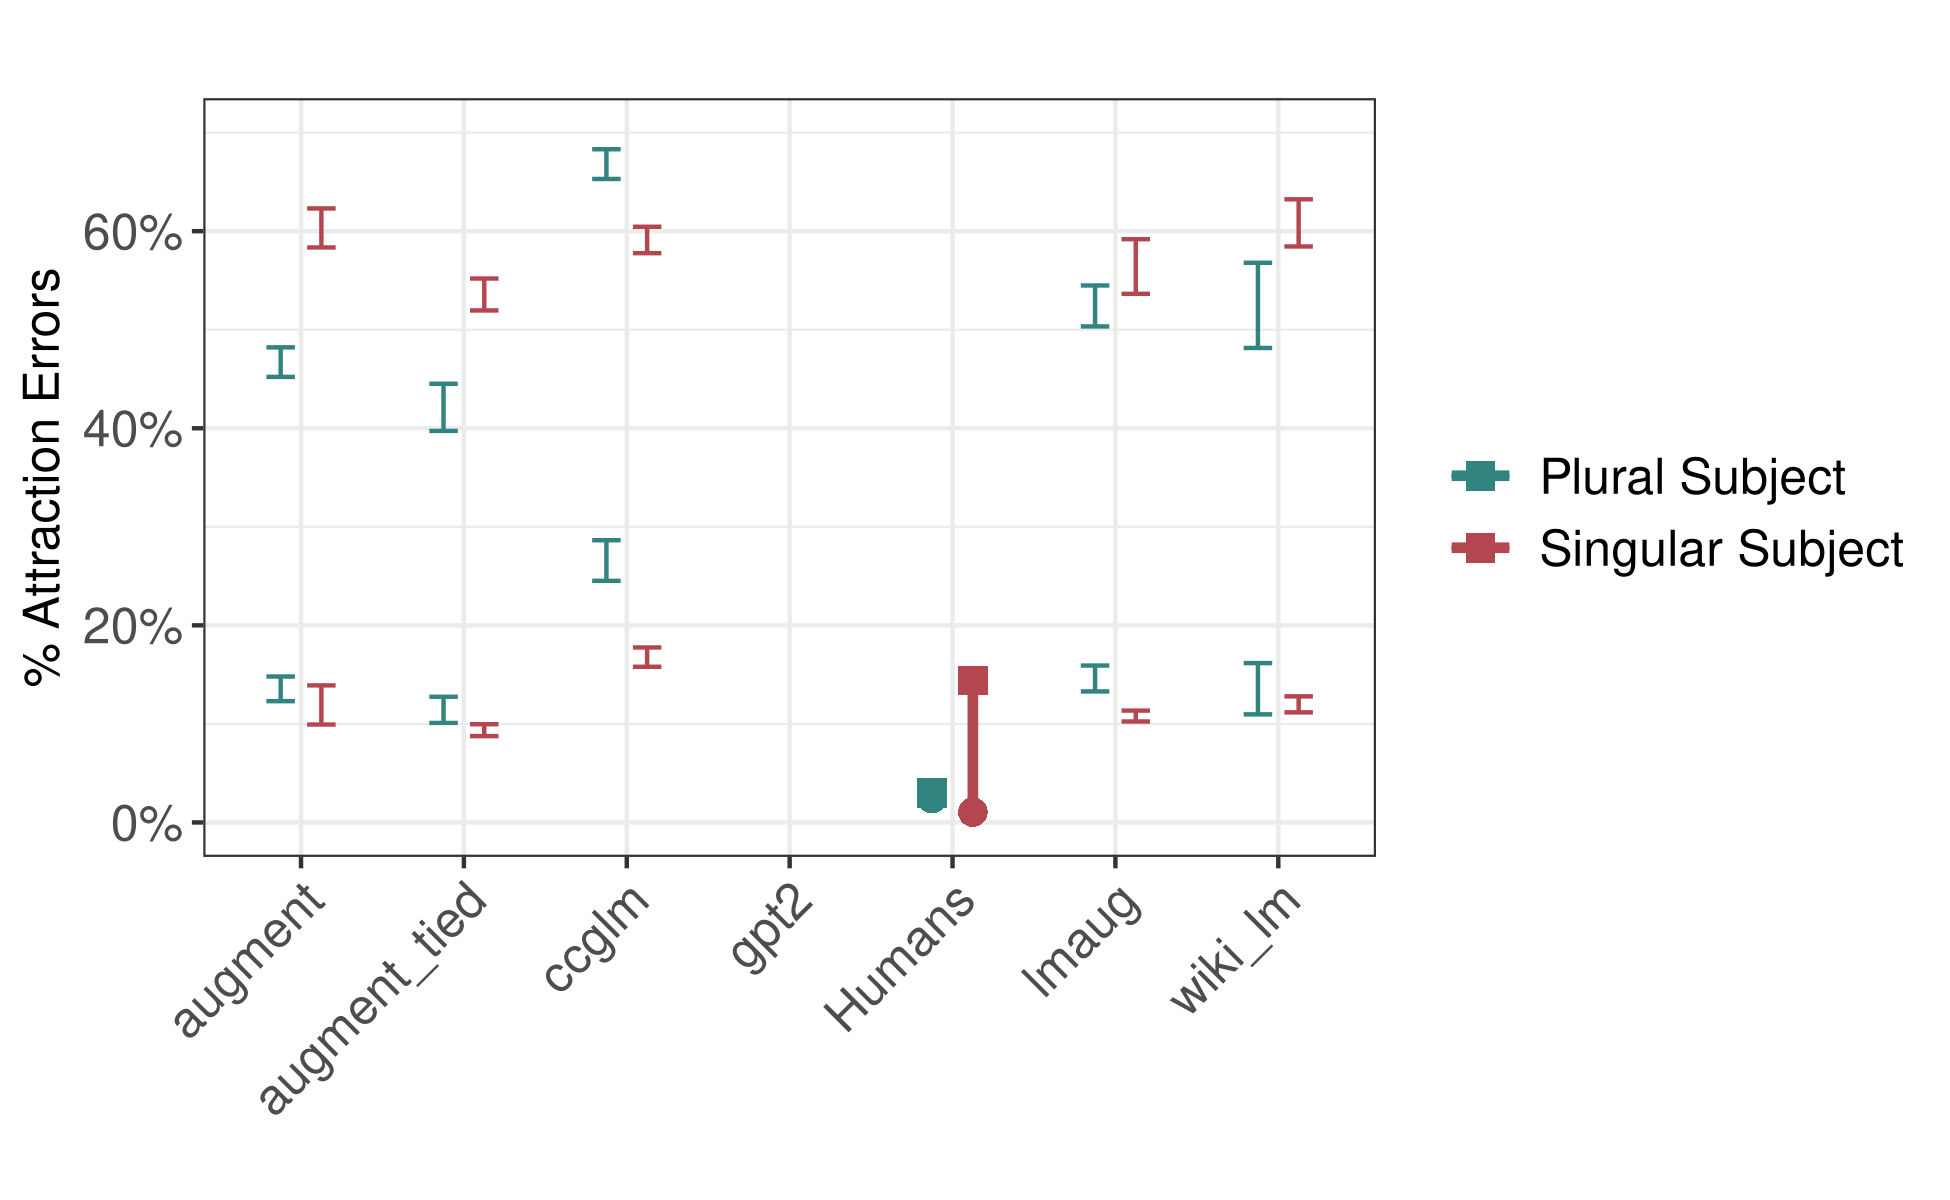 % Attraction Errors
60%
40%
20%
0%
augment
augment_tied
ccglm
gpt2
Humans
lmaug
wiki_lm
Plural Subject
Singular Subject